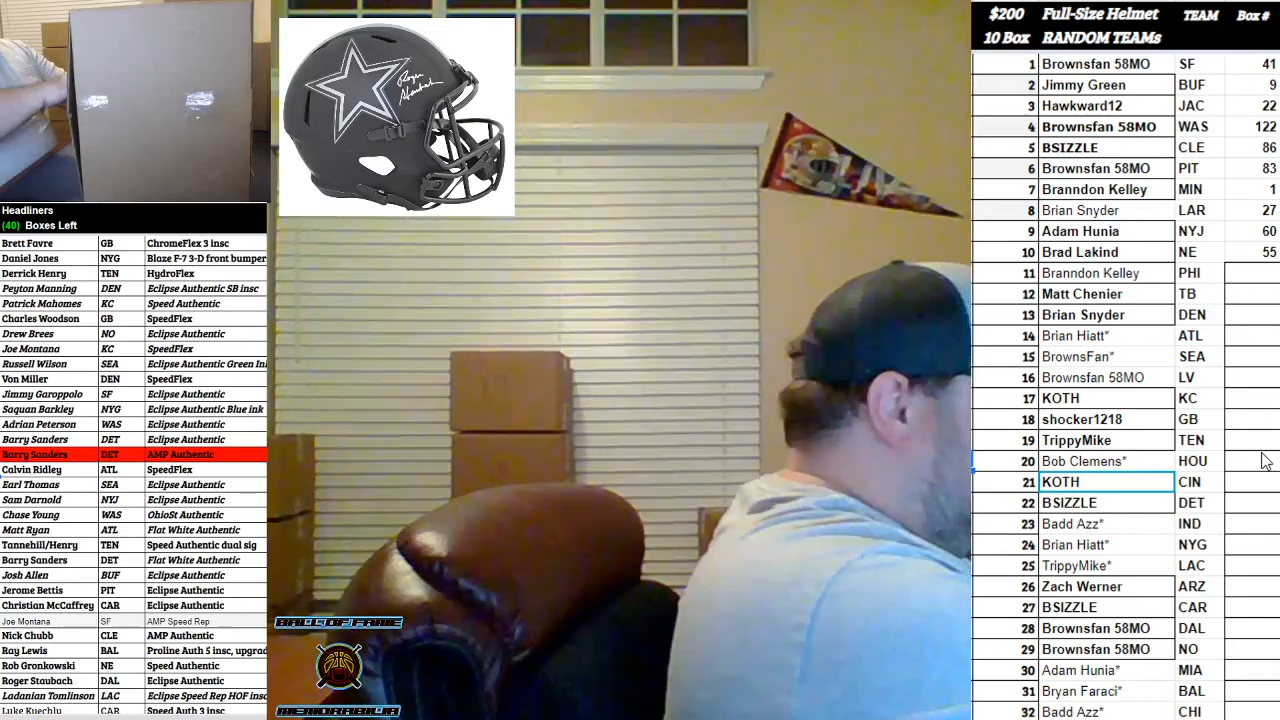 Headliners
(40) Boxes Left
Brett Favre GB ChromeFlex 3 insc
Daniel Jones NYG Blaze F-7 3-D front bumper
Derrick Henry TEN HydroFlex
Peyton Manning DEN Eclipse Authentic SB insc
Patrick Mahomes KC Speed Authentic
Charles Woodson GB SpeedFlex
Drew Brees NO Eclipse Authentic
Joe Montana KC SpeedFlex
Russell Wilson SEA Eclipse Authentic Green In
Von Miller DEN SpeedFlex
Jimmy Garoppolo SF Eclipse Authentic
Saquan Barkley NYG Eclipse Authentic Blue ink
Adrian Peterson WAS Eclipse Authentic
Barry Sanders DET Eclipse Authentic
Barry Sanders DET AMP Authentic
Calvin Ridley ATL SpeedFlex
Earl Thomas SEA Eclipse Authentic
Sam Darnold NYJ Eclipse Authentic
Chase Young WAS OhioSt Authentic
Matt Ryan ATL Flat White Authentic
Tannehill/Henry TEN Speed Authentic dual sig
Barry Sanders DET Flat White Authentic
Josh Allen BUF Eclipse Authentic
Jerome Bettis PIT Eclipse Authentic
Christian McCaffrey CAR Eclipse Authentic
Joe Montana SF AMP Speed Rep
Nick Chubb CLE AMP Authentic
Ray Lewis BAL Proline Auth 5 insc, upgrad
Rob Gronkowski NE Speed Authentic
Roger Staubach DAL Eclipse Authentic
Ladanian Tomlinson LAC Eclipse Speed Rep HOF insc
Luke Kuechly CAR Speed Auth 3 insc
BALL OF FAME
MEMORABILIA
$200 Full-Size Helmet TEAM Box #
10 Box RANDOM TEAMs
1 Brownsfan 58MO SF 41
2 Jimmy Green BUF 9
3 Hawkward12 JAC 22
4 Brownsfan 58MO WAS 122
5 BSIZZLE CLE 86
6 Brownsfan 58MO PIT 83
7 Branndon Kelley MIN 1
8 Brian Snyder LAR 27
9 Adam Hunia NYJ 60
10 Brad Lakind NE 55
11 Branndon Kelley PHI
12 Matt Chenier TB
13 Brian Snyder DEN
14 Brian Hiatt* ATL
15 BrownsFan* SEA
16 Brownsfan 58MO LV
17 KOTH KC
18 shocker1218 GB
19 TrippyMike TEN
20 Bob Clemens* HOU
21 KOTH CIN
22 BSIZZLE DET
23 Badd Azz* IND
24 Brian Hiatt* NYG
25 TrippyMike* LAC
26 Zach Werner ARZ
27 BSIZZLE CAR
28 Brownsfan 58MO DAL
29 Brownsfan 58MO NO
30 Adam Hunia* MIA
31 Bryan Faraci* BAL
32 Badd Azz* CHI